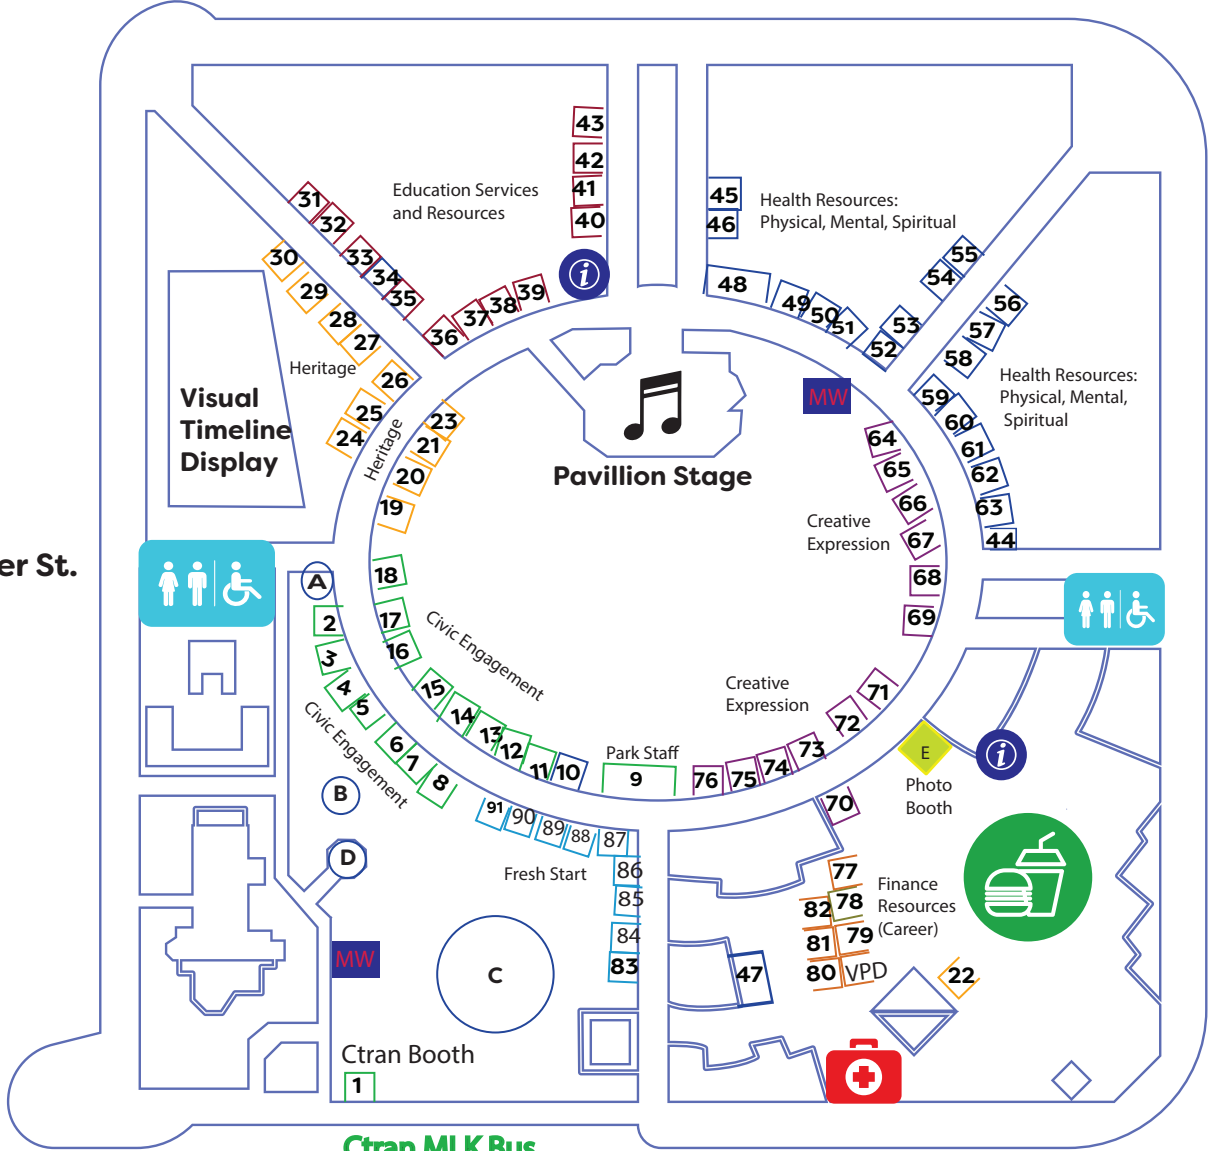 43
42
41
40
Education Services
and Resources
45
46
Health Resources:
Physical, Mental, Spiritual
31
32
33
34
35
36
37
38
39
i
48
49
50
51
52
53
54
55
56
57
58
59
60
61
62
63
44
Health Resources:
Physical, Mental,
Spiritual
30
29
28
27
26
25
24
Heritage
Visual
Timeline
Display
Heritage
23
21
20
19
MW
Pavillion Stage
64
65
66
67
68
69
Creative
Expression
er St.
A
18
17
16
15
14
13
12
11
10
Civic Engagement
2
3
4
5
6
7
8
Civic Engagement
Park Staff
9
Creative
Expression
71
72
73
74
75
76
70
E
Photo
Booth
i
B
D
91
90
89
88
87
86
85
84
83
Fresh Start
77
78
82
79
81
80
VPD
Finance
Resources
(Career)
47
22
MW
C
Ctran Booth
1
Ctran MLK Bus